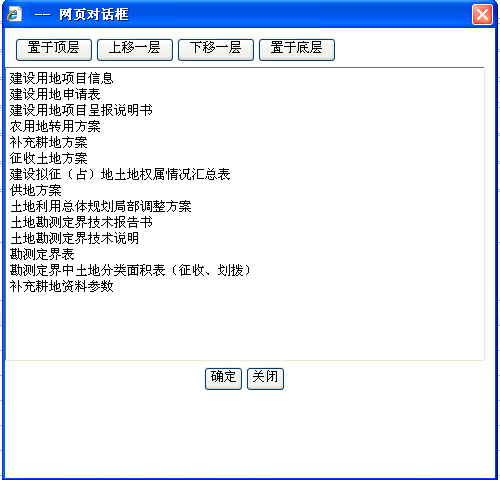 -- 网页对话框
置于顶层 上移一层 下移一层 置于底层
建设用地项目信息
建设用地申请表
建设用地项目呈报说明书
农用地转用方案
补充耕地方案
征收土地方案
建设拟征（占）地土地权属情况汇总表
供地方案
土地利用总体规划局部调整方案
土地勘测定界技术报告书
土地勘测定界技术说明
勘测定界表
勘测定界中土地分类面积表（征收、划拨）
补充耕地资料参数
确定 关闭